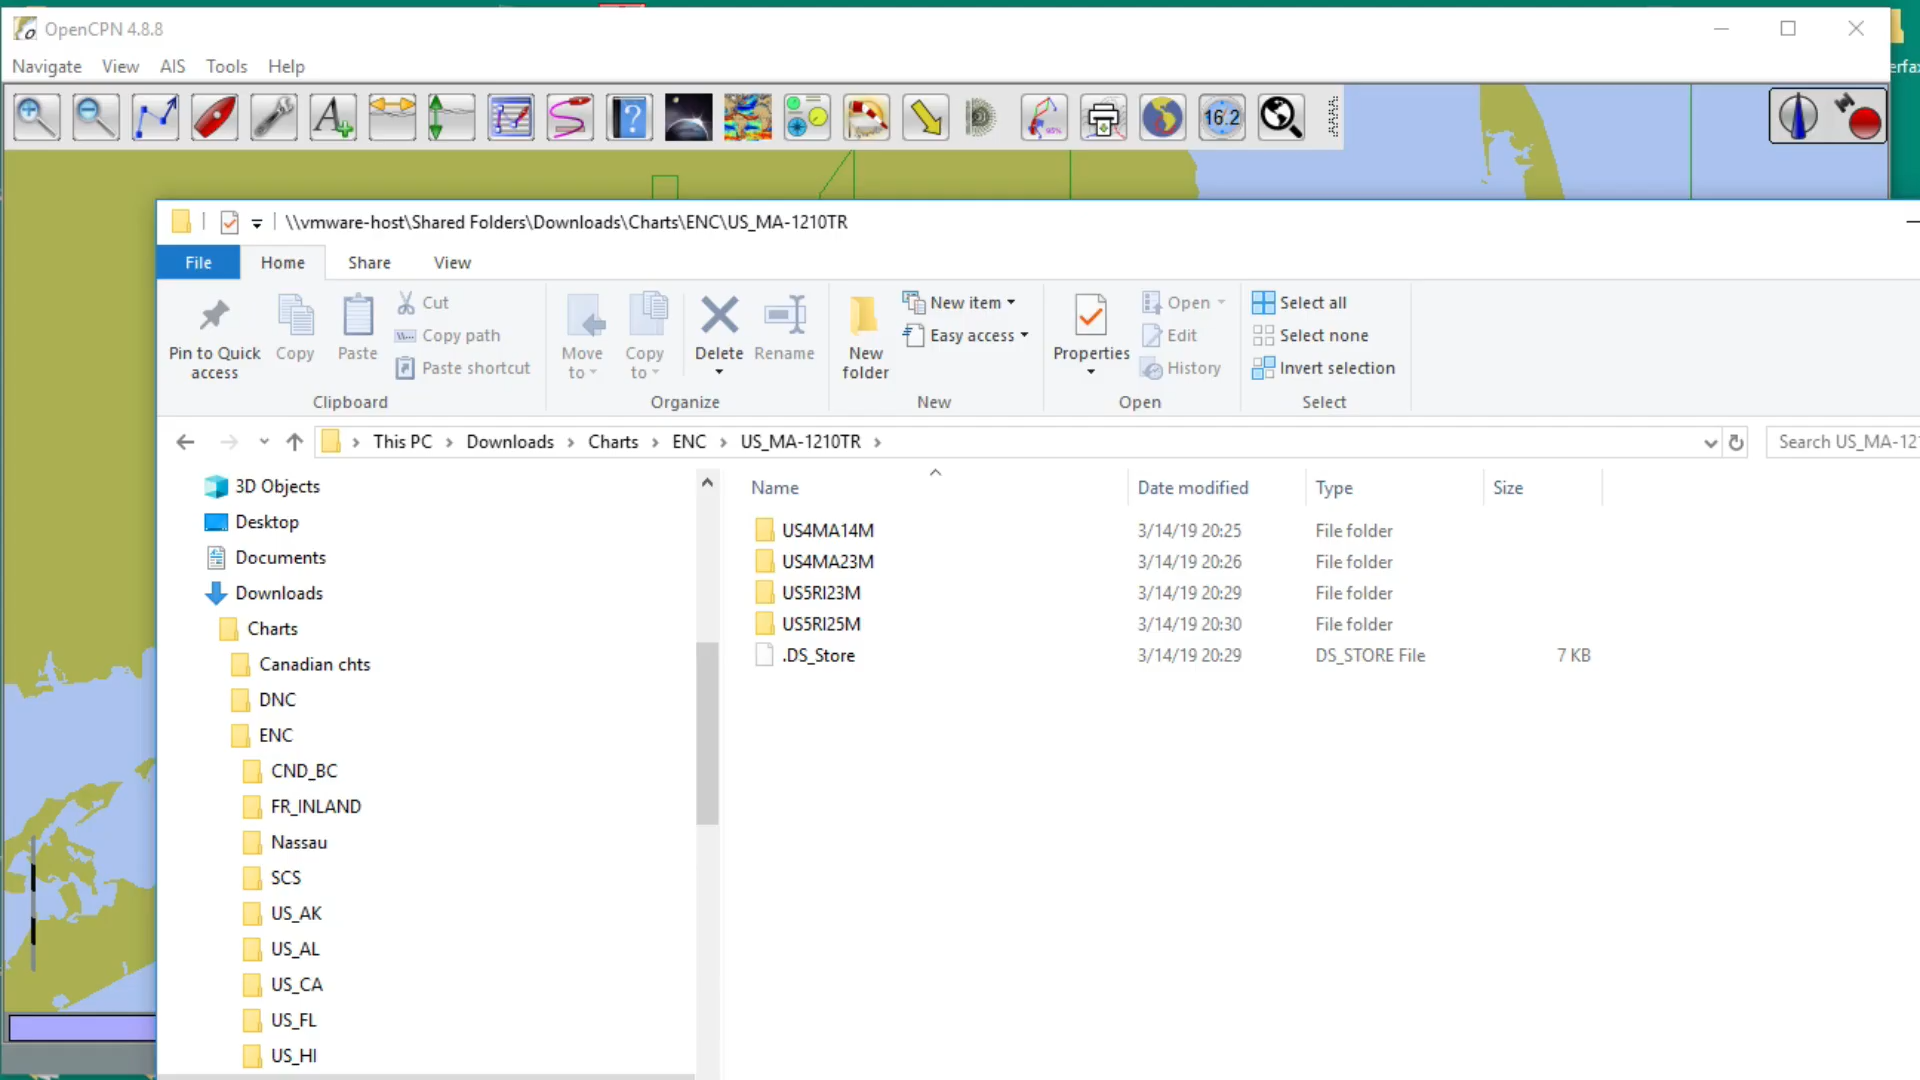 OpenCPN 4.8.8
Navigate View AIS Tools Help
erfax
16.2
\\vmware-host\Shared Folders\Downloads\Charts\ENC\US_MA-1210TR
File Home Share View
Pin to Quick access
Copy
Paste
Cut
Copy path
Paste shortcut
Clipboard
Move to
Copy to
Delete
Rename
Organize
New folder
New item
Easy access
New
Properties
Open
Edit
History
Open
Select all
Select none
Invert selection
Select
This PC > Downloads > Charts > ENC > US_MA-1210TR >
Search US_MA-12
3D Objects
Desktop
Documents
Downloads
Charts
Canadian chts
DNC
ENC
CND_BC
FR_INLAND
Nassau
SCS
US_AK
US_AL
US_CA
US_FL
US_HI
Name Date modified Type Size
US4MA14M 3/14/19 20:25 File folder
US4MA23M 3/14/19 20:26 File folder
US5RI23M 3/14/19 20:29 File folder
US5RI25M 3/14/19 20:30 File folder
.DS_Store 3/14/19 20:29 DS_STORE File 7 KB